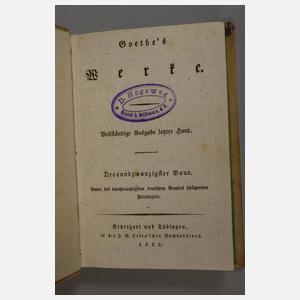 Goethe's
Werke.
D. Hogeweg
Vollständige Ausgabe letzter Hand.
Dreyundzwanzigster Band.
Unter des durchlauchtigsten deutschen Bundes schützenden
Privilegien.
Stuttgart und Tübingen,
in der J. G. Cotta'schen Buchhandlung.